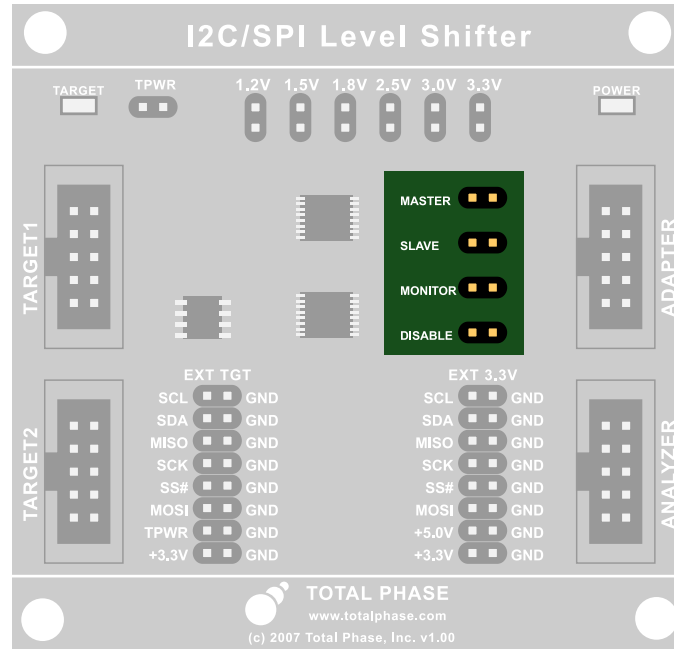 I2C/SPI Level Shifter
TARGET
TPWR
1.2V 1.5V 1.8V 2.5V 3.0V 3.3V
POWER
TARGET1
MASTER
SLAVE
MONITOR
DISABLE
ADAPTER
TARGET2
EXT TGT
SCL GND
SDA GND
MISO GND
SCK GND
SS# GND
MOSI GND
TPWR GND
+3.3V GND
EXT 3.3V
SCL GND
SDA GND
MISO GND
SCK GND
SS# GND
MOSI GND
+5.0V GND
+3.3V GND
ANALYZER
TOTAL PHASE
www.totalphase.com
(c) 2007 Total Phase, Inc. v1.00